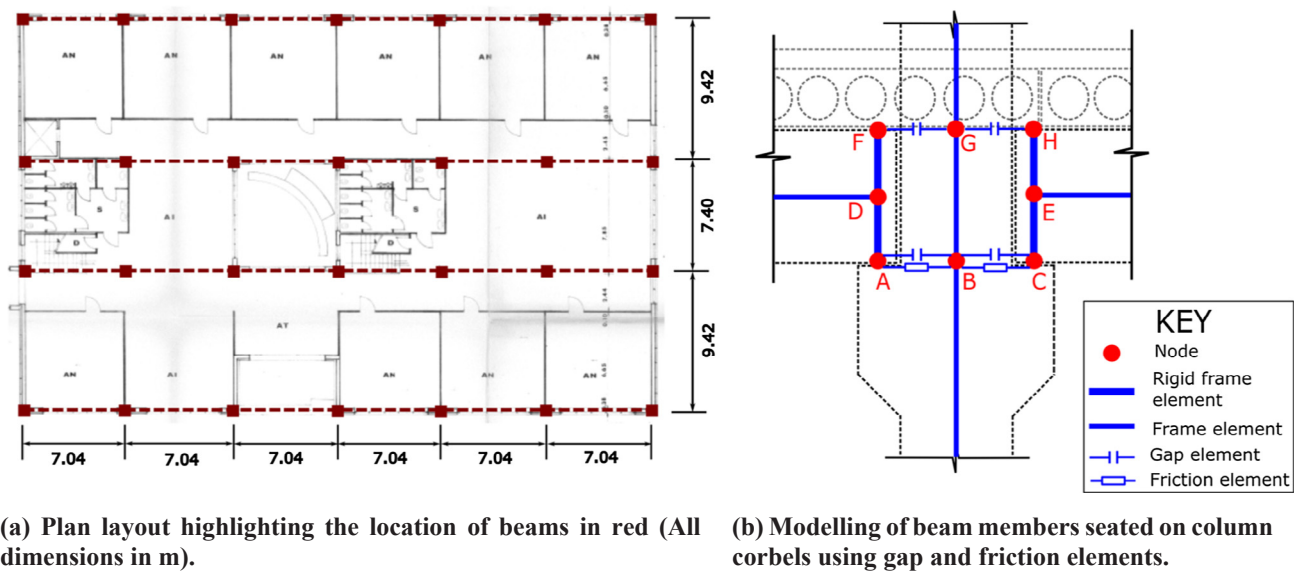 AN AN AN AN AN AN
9.42
S
AI
S
AI
D
D
7.40
AT
AN
AI
AN
AN
AN
9.42
7.04 7.04 7.04 7.04 7.04 7.04
F
G
H
D
E
A
B
C
KEY
Node
Rigid frame
element
Frame element
Gap element
Friction element
(a) Plan layout highlighting the location of beams in red (All
dimensions in m).
(b) Modelling of beam members seated on column
corbels using gap and friction elements.